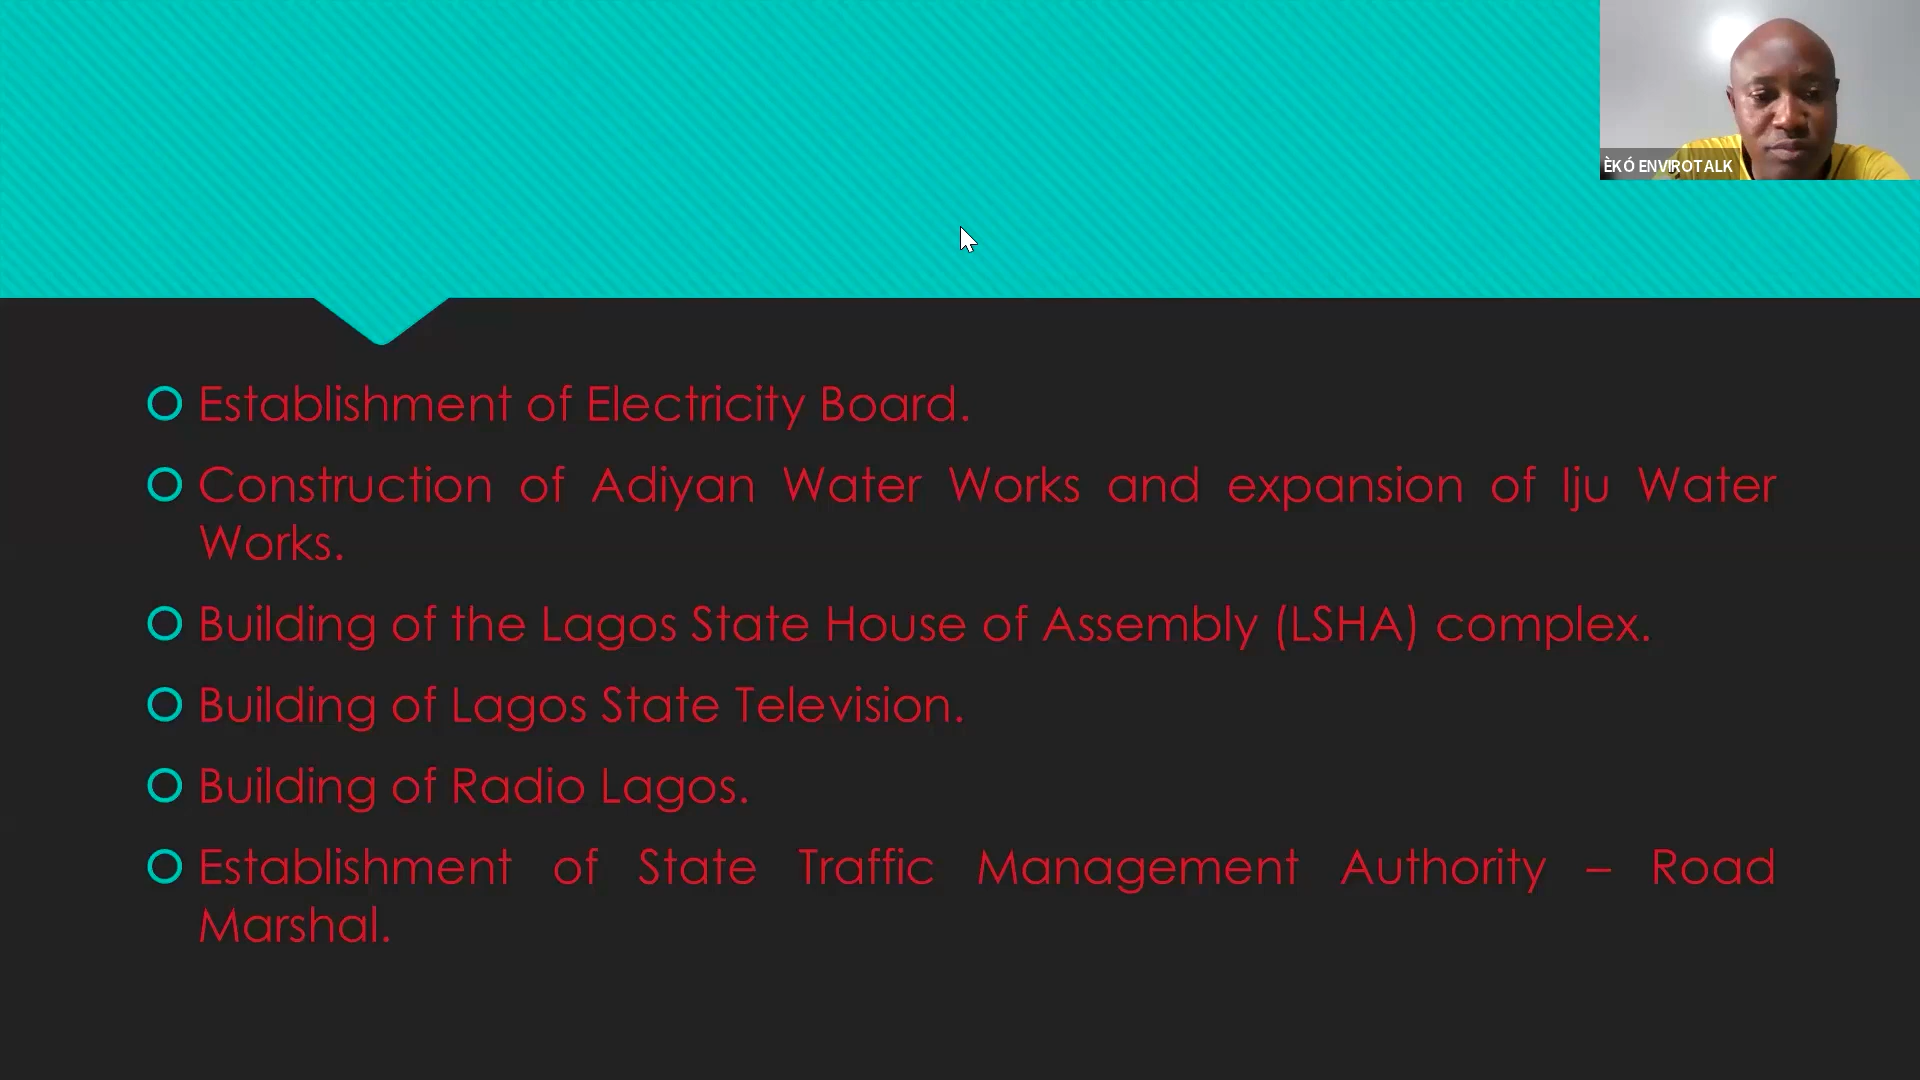 ÈKÓ ENVIROTALK
Establishment of Electricity Board.
Construction of Adiyan Water Works and expansion of Iju Water
Works.
Building of the Lagos State House of Assembly (LSHA) complex.
Building of Lagos State Television.
Building of Radio Lagos.
Establishment of State Traffic Management Authority – Road
Marshal.